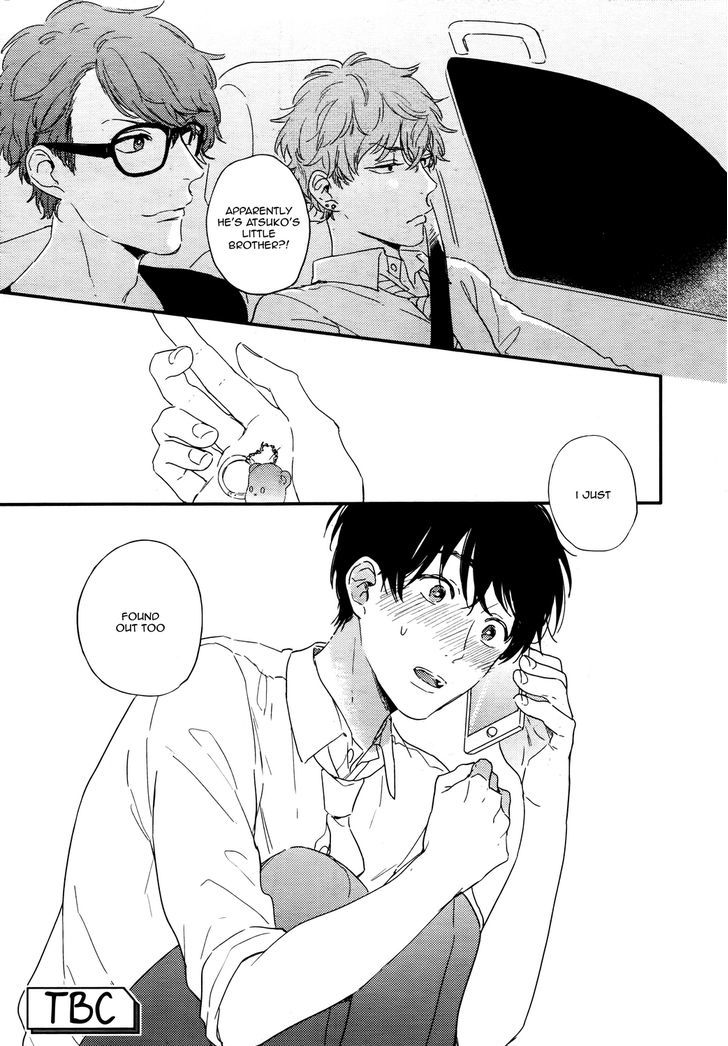 APPARENTLY
HE'S ATSUKO'S
LITTLE
BROTHER?!
I JUST
FOUND
OUT TOO
TBC